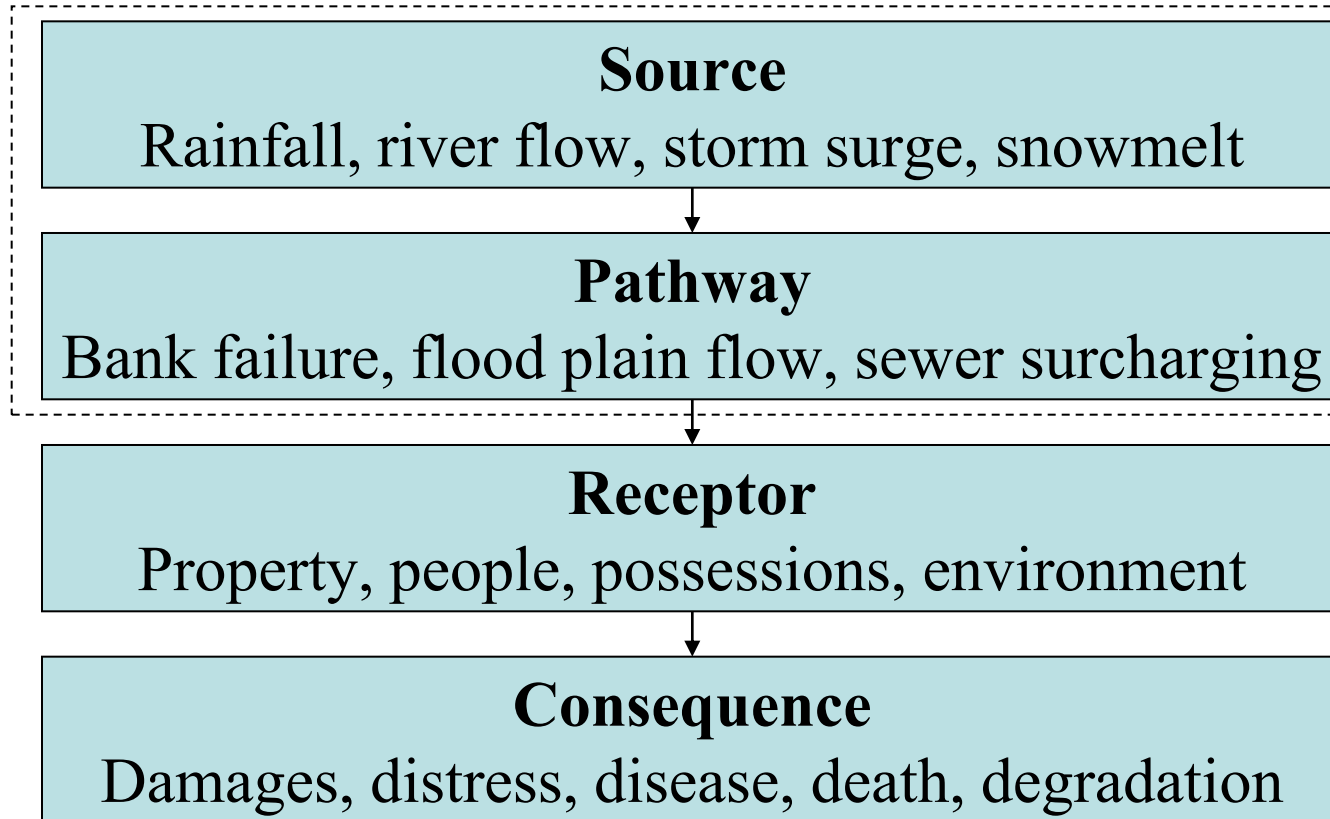 Source
Rainfall, river flow, storm surge, snowmelt
Pathway
Bank failure, flood plain flow, sewer surcharging
Receptor
Property, people, possessions, environment
Consequence
Damages, distress, disease, death, degradation